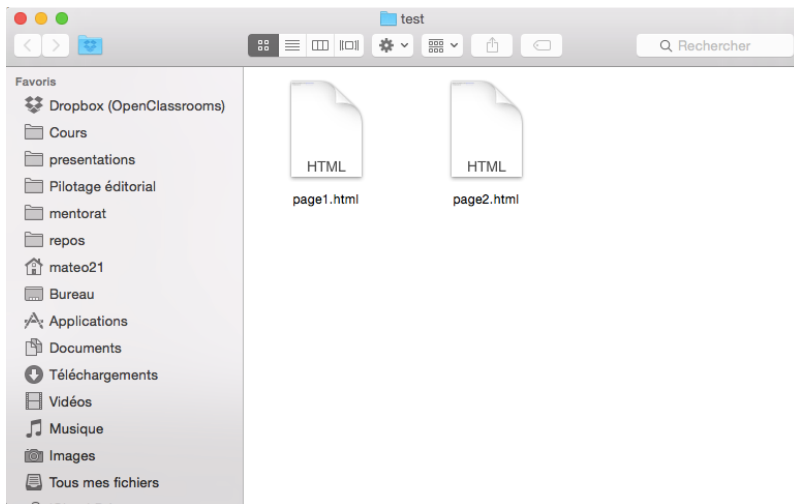 test
Rechercher
Favoris
Dropbox (OpenClassrooms)
Cours
presentations
Pilotage éditorial
mentorat
repos
mateo21
Bureau
Applications
Documents
Téléchargements
Vidéos
Musique
Images
Tous mes fichiers
HTML
HTML
page1.html
page2.html